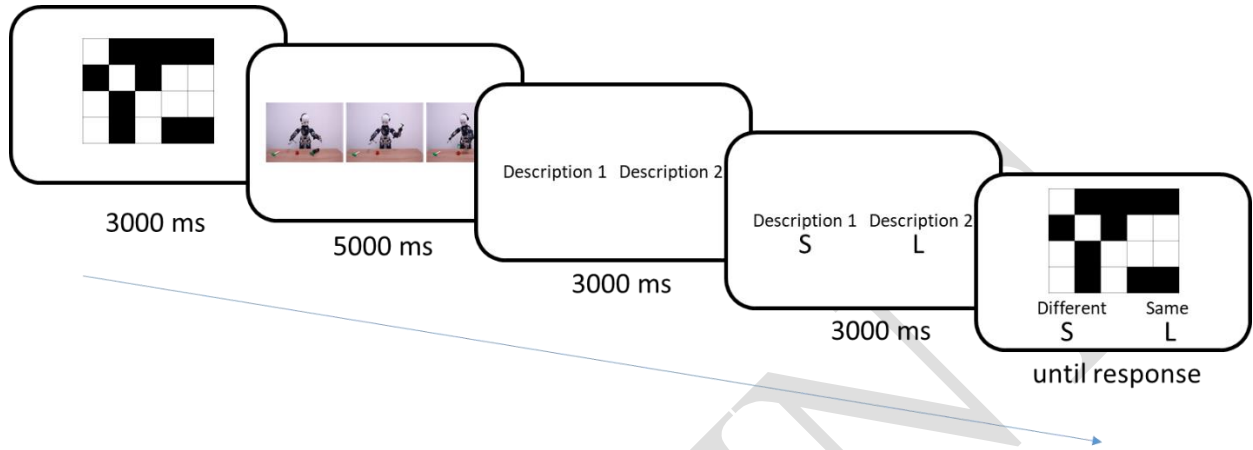 3000 ms
5000 ms
Description 1 Description 2
3000 ms
Description 1 Description 2
S L
3000 ms
Different Same
S L
until response